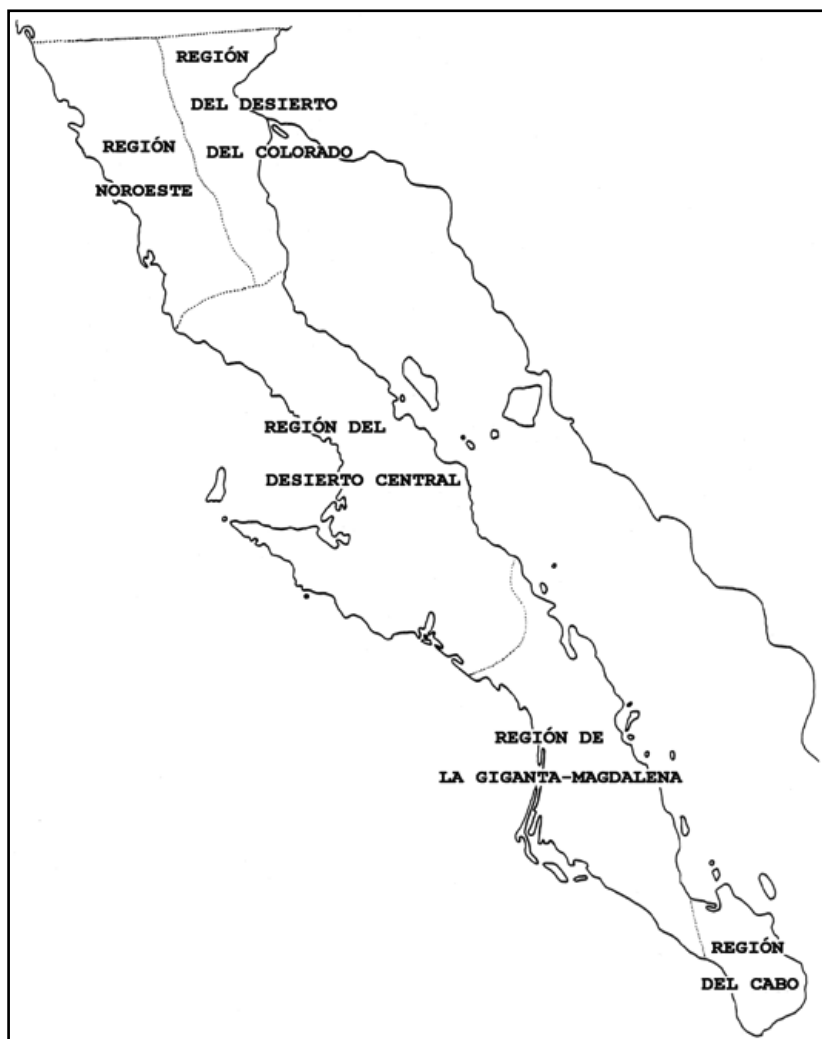 REGIÓN
DEL DESIERTO
DEL COLORADO
REGIÓN
NOROESTE
REGIÓN DEL
DESIERTO CENTRAL
REGIÓN DE
LA GIGANTA-MAGDALENA
REGIÓN
DEL CABO